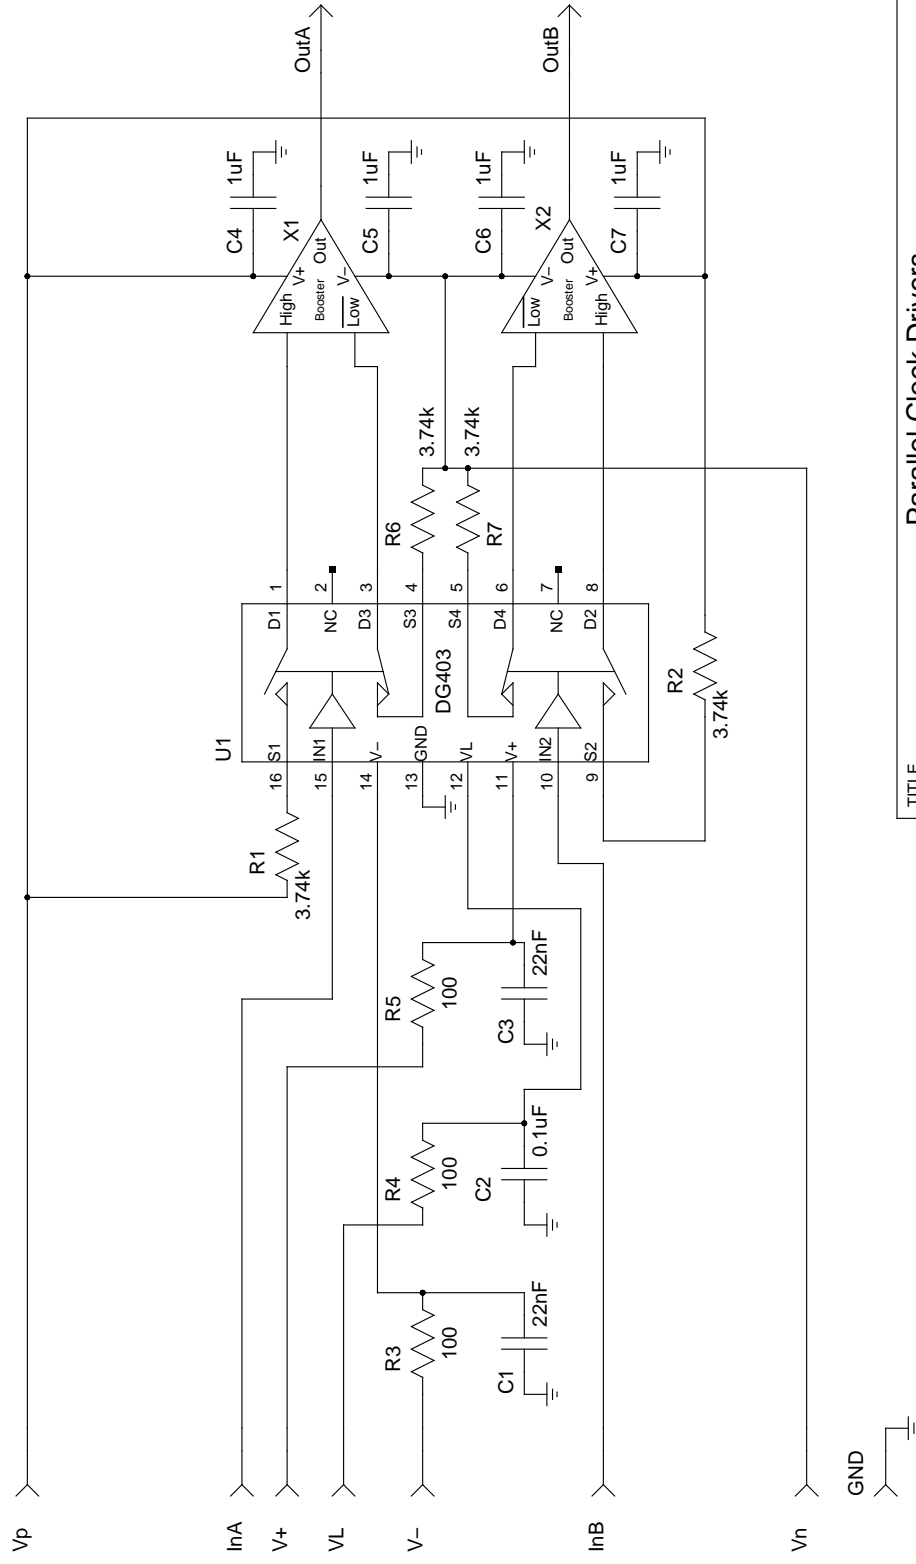 Vp
InA
V+
VL
V−
InB
Vn
GND
R3
100
C1
22nF
R4
100
C2
0.1uF
R5
100
C3
22nF
R1
3.74k
U1
DG403
16
S1
15
IN1
14
V−
13
GND
12
VL
11
V+
10
IN2
9
S2
D1
1
NC
2
D3
3
S3
4
S4
5
D4
6
NC
7
D2
8
R6
3.74k
R7
3.74k
R2
3.74k
C4
1uF
X1
High
V+
Booster
Out
Low
V−
C5
1uF
C6
1uF
X2
Low
V−
Booster
Out
High
V+
C7
1uF
OutA
OutB
TITLE
Parallel Clock Drivers